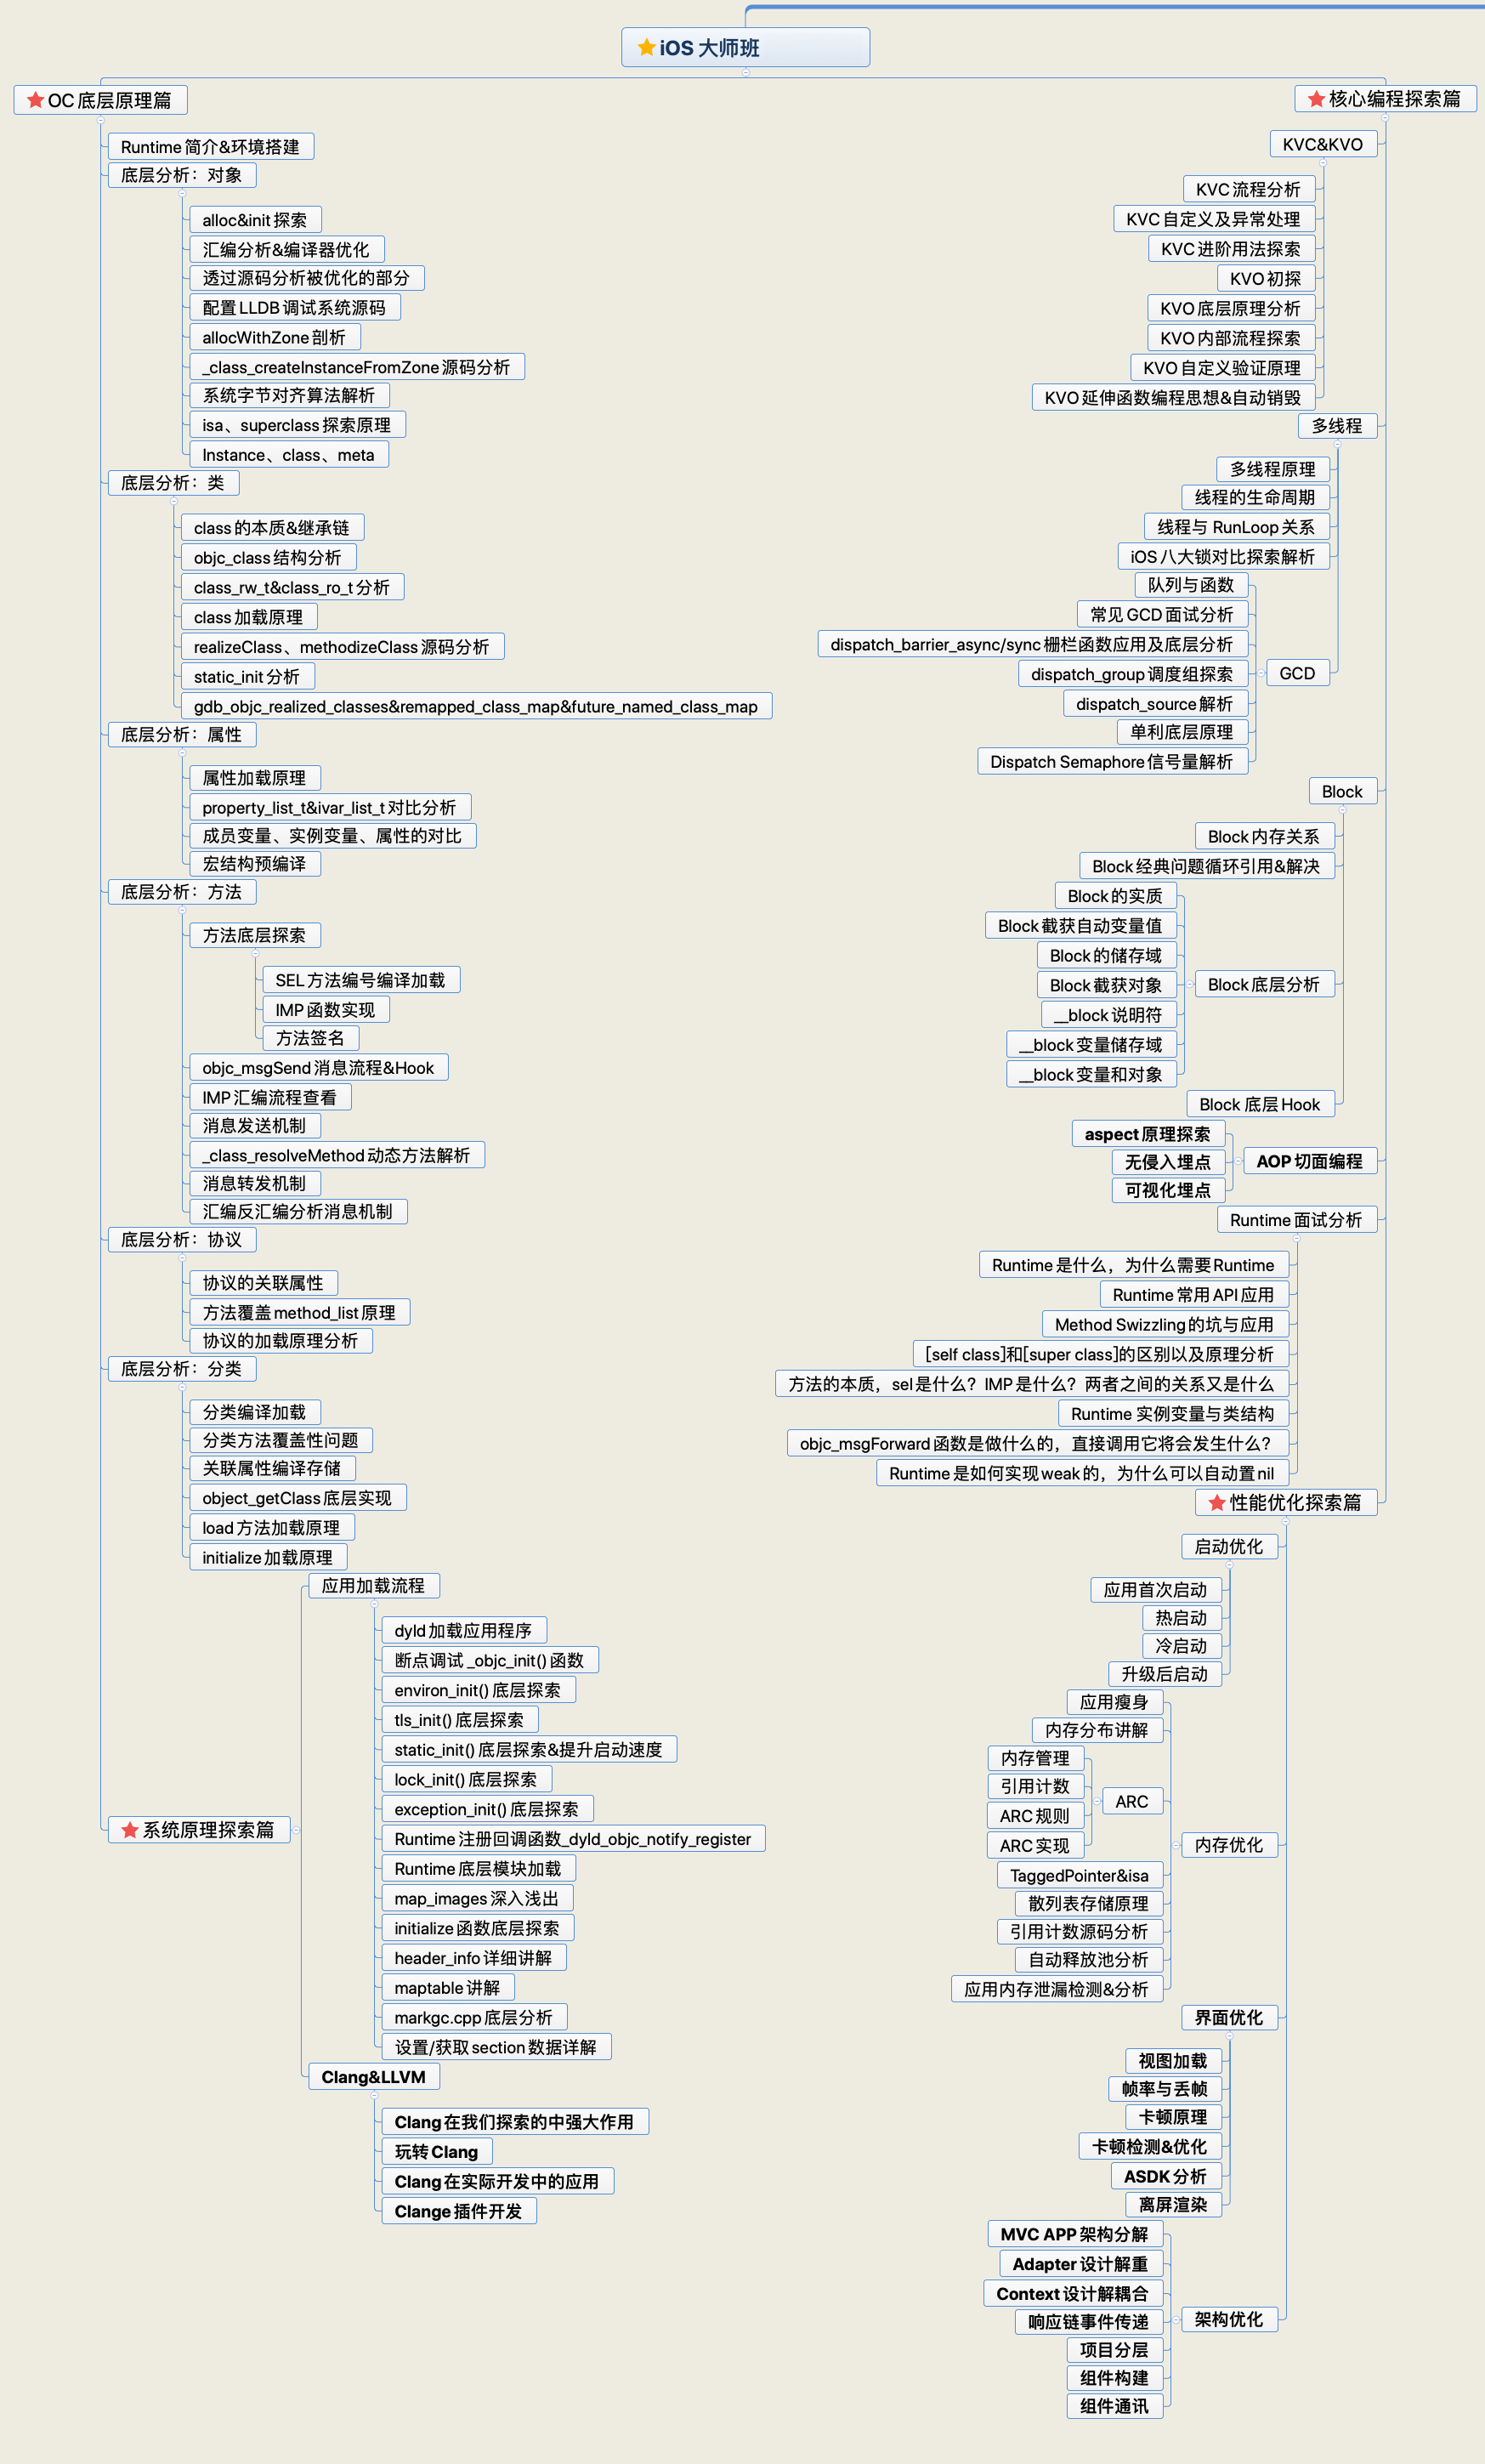 iOS 大师班
OC 底层原理篇
Runtime 简介&环境搭建
底层分析：对象
alloc&init 探索
汇编分析&编译器优化
透过源码分析被优化的部分
配置 LLDB 调试系统源码
allocWithZone 剖析
_class_createInstanceFromZone 源码分析
系统字节对齐算法解析
isa、superclass 探索原理
Instance、class、meta
底层分析：类
class 的本质&继承链
objc_class 结构分析
class_rw_t&class_ro_t 分析
class 加载原理
realizeClass、methodizeClass 源码分析
static_init 分析
gdb_objc_realized_classes&remapped_class_map&future_named_class_map
底层分析：属性
属性加载原理
property_list_t&ivar_list_t 对比分析
成员变量、实例变量、属性的对比
宏结构预编译
底层分析：方法
方法底层探索
SEL 方法编号编译加载
IMP 函数实现
方法签名
objc_msgSend 消息流程&Hook
IMP 汇编流程查看
消息发送机制
_class_resolveMethod 动态方法解析
消息转发机制
汇编反汇编分析消息机制
底层分析：协议
协议的关联属性
方法覆盖 method_list 原理
协议的加载原理分析
底层分析：分类
分类编译加载
分类方法覆盖性问题
关联属性编译存储
object_getClass 底层实现
load 方法加载原理
initialize 加载原理
系统原理探索篇
应用加载流程
dyld 加载应用程序
断点调试 _objc_init() 函数
environ_init() 底层探索
tls_init() 底层探索
static_init() 底层探索&提升启动速度
lock_init() 底层探索
exception_init() 底层探索
Runtime 注册回调函数_dyld_objc_notify_register
Runtime 底层模块加载
map_images 深入浅出
initialize 函数底层探索
header_info 详细讲解
maptable 讲解
markgc.cpp 底层分析
设置/获取 section 数据详解
Clang&LLVM
Clang 在我们探索的中强大作用
玩转 Clang
Clang 在实际开发中的应用
Clange 插件开发
核心编程探索篇
KVC&KVO
KVC 流程分析
KVC 自定义及异常处理
KVC 进阶用法探索
KVO 初探
KVO 底层原理分析
KVO 内部流程探索
KVO 自定义验证原理
KVO 延伸函数编程思想&自动销毁
多线程
多线程原理
线程的生命周期
线程与 RunLoop 关系
iOS 八大锁对比探索解析
GCD
队列与函数
常见 GCD 面试分析
dispatch_barrier_async/sync 栅栏函数应用及底层分析
dispatch_group 调度组探索
dispatch_source 解析
单利底层原理
Dispatch Semaphore 信号量解析
Block
Block 内存关系
Block 经典问题循环引用&解决
Block 底层分析
Block 的实质
Block 截获自动变量值
Block 的储存域
Block 截获对象
__block 说明符
__block 变量储存域
__block 变量和对象
Block 底层 Hook
AOP 切面编程
aspect 原理探索
无侵入埋点
可视化埋点
Runtime 面试分析
Runtime 是什么，为什么需要 Runtime
Runtime 常用 API 应用
Method Swizzling 的坑与应用
[self class]和[super class]的区别以及原理分析
方法的本质，sel 是什么？IMP 是什么？两者之间的关系又是什么
Runtime 实例变量与类结构
objc_msgForward 函数是做什么的，直接调用它将会发生什么？
Runtime 是如何实现 weak 的，为什么可以自动置 nil
性能优化探索篇
启动优化
应用首次启动
热启动
冷启动
升级后启动
内存优化
应用瘦身
内存分布讲解
ARC
内存管理
引用计数
ARC 规则
ARC 实现
TaggedPointer&isa
散列表存储原理
引用计数源码分析
自动释放池分析
应用内存泄漏检测&分析
界面优化
视图加载
帧率与丢帧
卡顿原理
卡顿检测&优化
ASDK 分析
离屏渲染
架构优化
MVC APP 架构分解
Adapter 设计解重
Context 设计解耦合
响应链事件传递
项目分层
组件构建
组件通讯